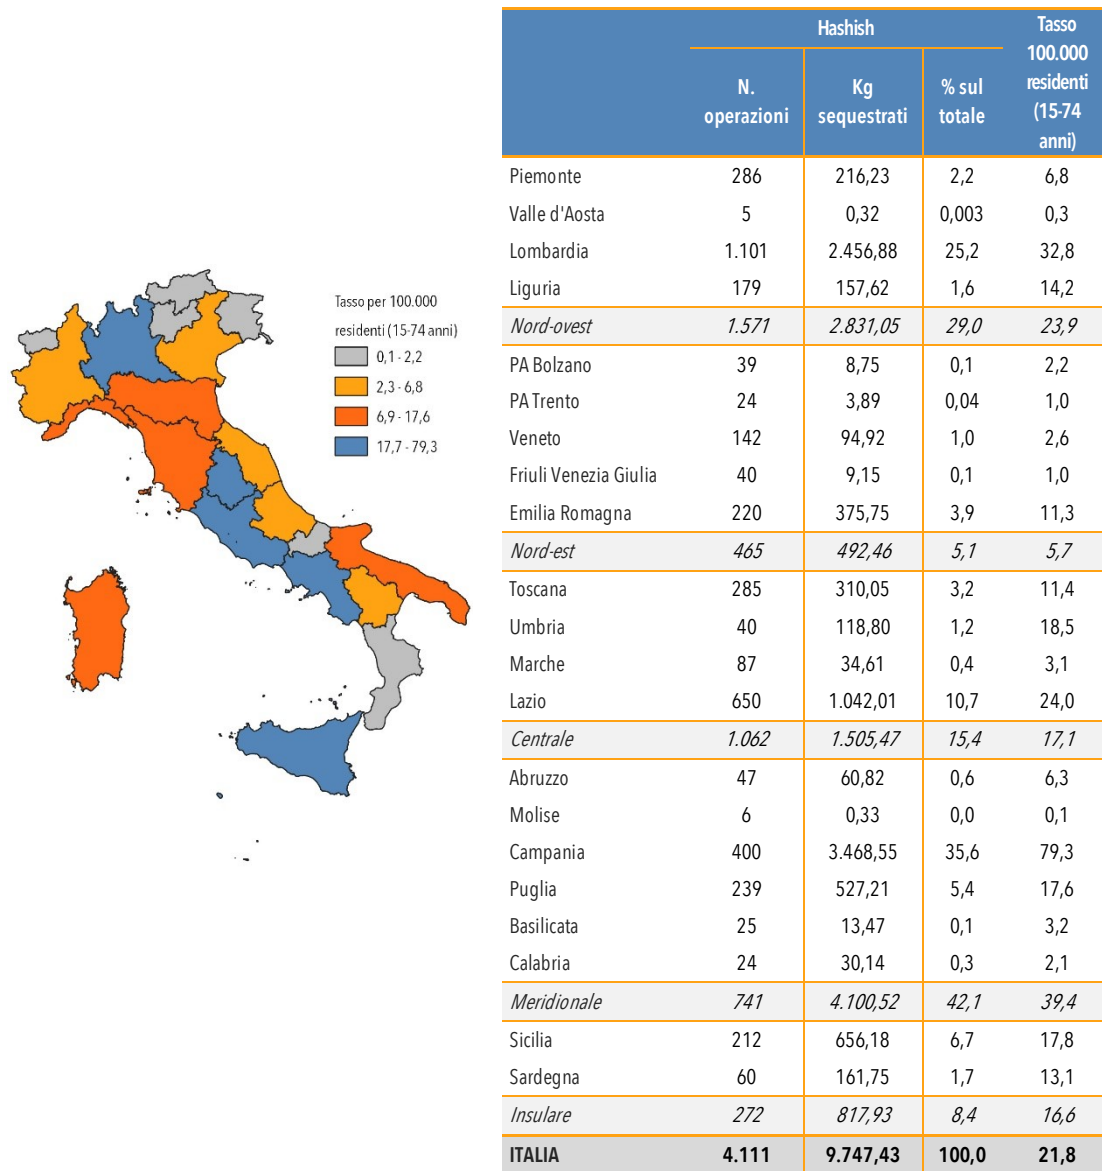 Tasso per 100.000
residenti (15-74 anni)
0,1 - 2,2
2,3 - 6,8
6,9 - 17,6
17,7 - 79,3
Hashish
Tasso
100.000
residenti
(15-74
anni)
N.
operazioni
Kg
sequestrati
% sul
totale
Piemonte 286 216,23 2,2 6,8
Valle d'Aosta 5 0,32 0,003 0,3
Lombardia 1.101 2.456,88 25,2 32,8
Liguria 179 157,62 1,6 14,2
Nord-ovest 1.571 2.831,05 29,0 23,9
PA Bolzano 39 8,75 0,1 2,2
PA Trento 24 3,89 0,04 1,0
Veneto 142 94,92 1,0 2,6
Friuli Venezia Giulia 40 9,15 0,1 1,0
Emilia Romagna 220 375,75 3,9 11,3
Nord-est 465 492,46 5,1 5,7
Toscana 285 310,05 3,2 11,4
Umbria 40 118,80 1,2 18,5
Marche 87 34,61 0,4 3,1
Lazio 650 1.042,01 10,7 24,0
Centrale 1.062 1.505,47 15,4 17,1
Abruzzo 47 60,82 0,6 6,3
Molise 6 0,33 0,0 0,1
Campania 400 3.468,55 35,6 79,3
Puglia 239 527,21 5,4 17,6
Basilicata 25 13,47 0,1 3,2
Calabria 24 30,14 0,3 2,1
Meridionale 741 4.100,52 42,1 39,4
Sicilia 212 656,18 6,7 17,8
Sardegna 60 161,75 1,7 13,1
Insulare 272 817,93 8,4 16,6
ITALIA 4.111 9.747,43 100,0 21,8